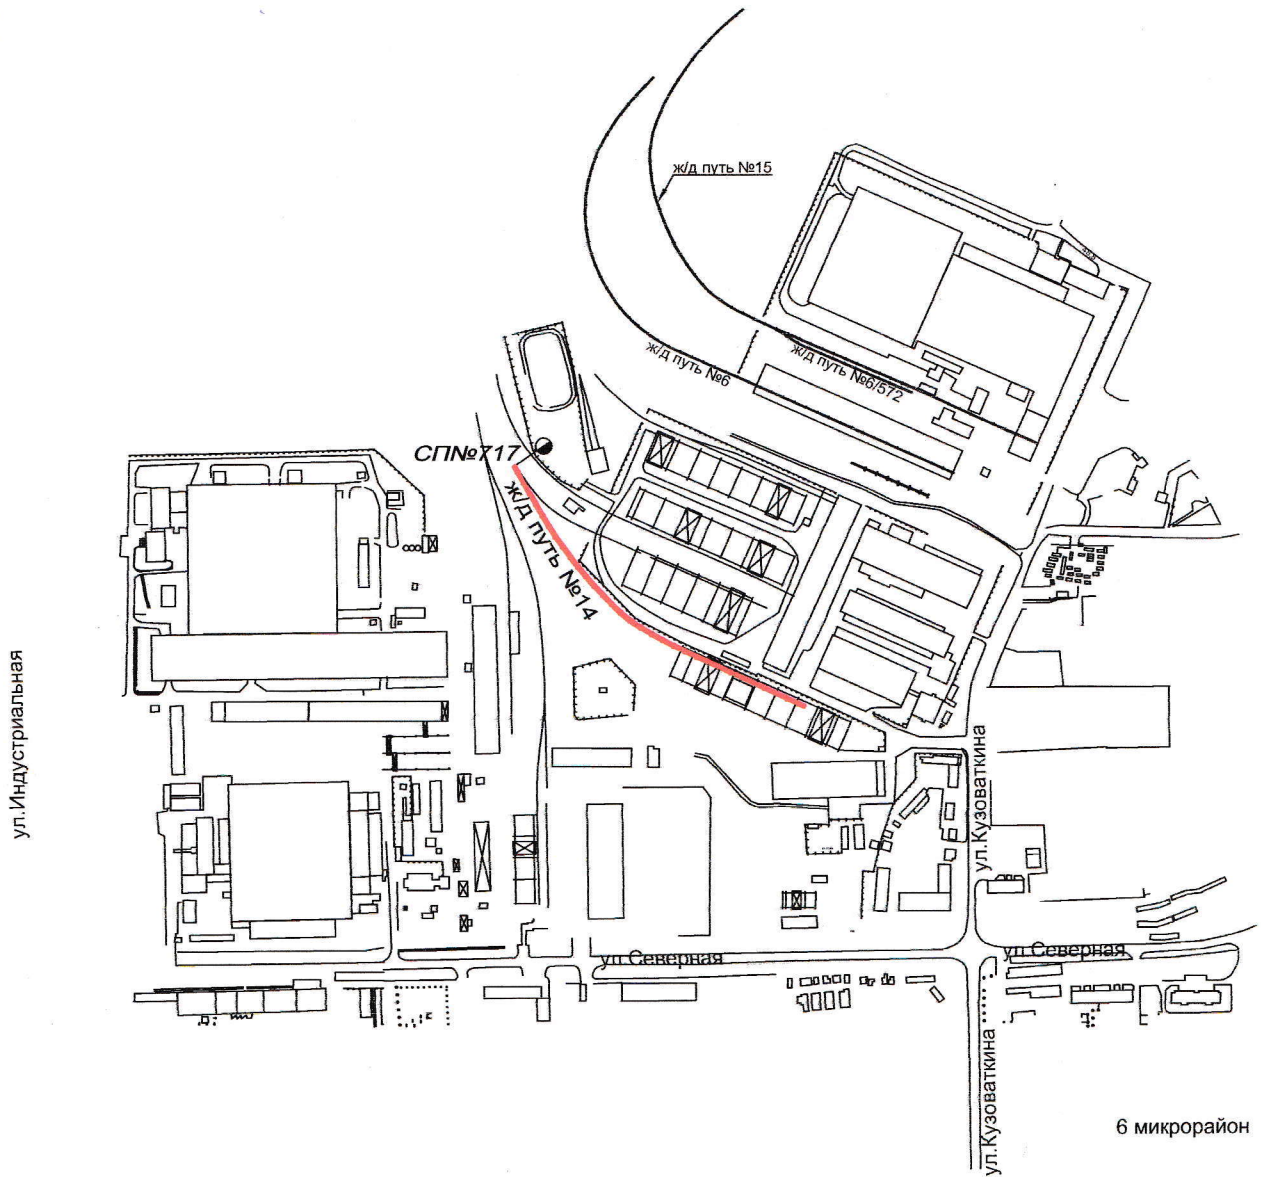 ж/д путь №15
ж/д путь №6
ж/д путь №6/572
СП№717
ж/д путь №14
ул.Индустриальная
ул.Кузоваткина
ул.Северная
ул.Северная
ул.Кузоваткина
6 микрорайон